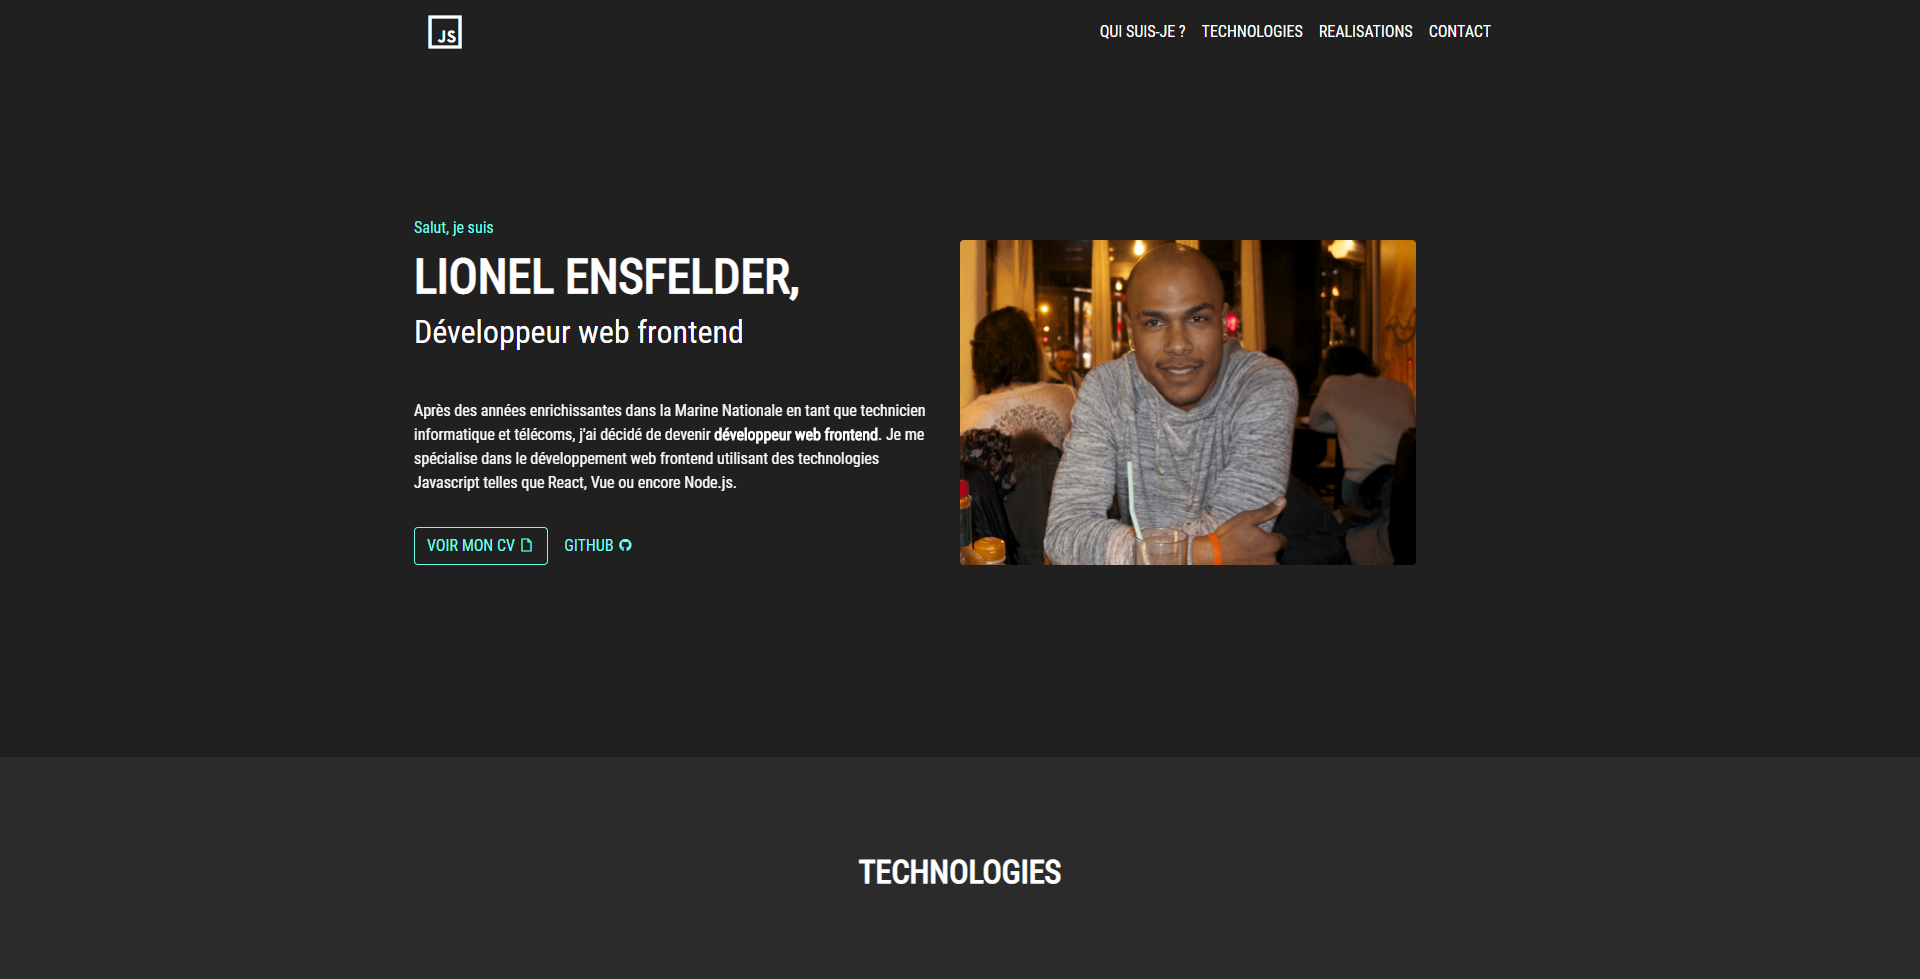 JS
QUI SUIS-JE ? TECHNOLOGIES REALISATIONS CONTACT
Salut, je suis
LIONEL ENSFELDER,
Développeur web frontend
Après des années enrichissantes dans la Marine Nationale en tant que technicien
informatique et télécoms, j'ai décidé de devenir développeur web frontend. Je me
spécialise dans le développement web frontend utilisant des technologies
Javascript telles que React, Vue ou encore Node.js.
VOIR MON CV GITHUB
TECHNOLOGIES